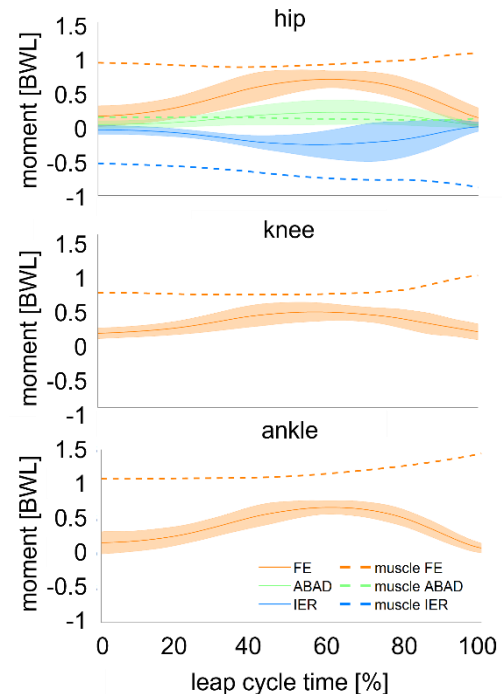 hip
moment [BWL]
1.5
1
0.5
0
-0.5
-1
knee
moment [BWL]
1.5
1
0.5
0
-0.5
-1
ankle
moment [BWL]
1.5
1
0.5
0
-0.5
-1
FE
ABAD
IER
muscle FE
muscle ABAD
muscle IER
0 20 40 60 80 100
leap cycle time [%]